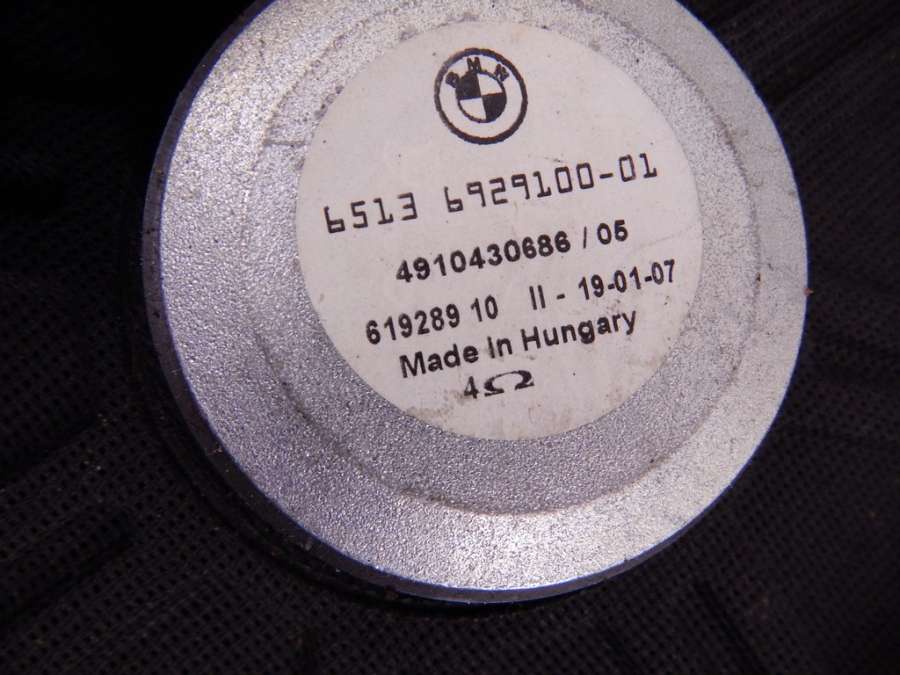 BMW
6513 6929100-01
4910430686 / 05
619289 10 II - 19-01-07
Made in Hungary
4Ω